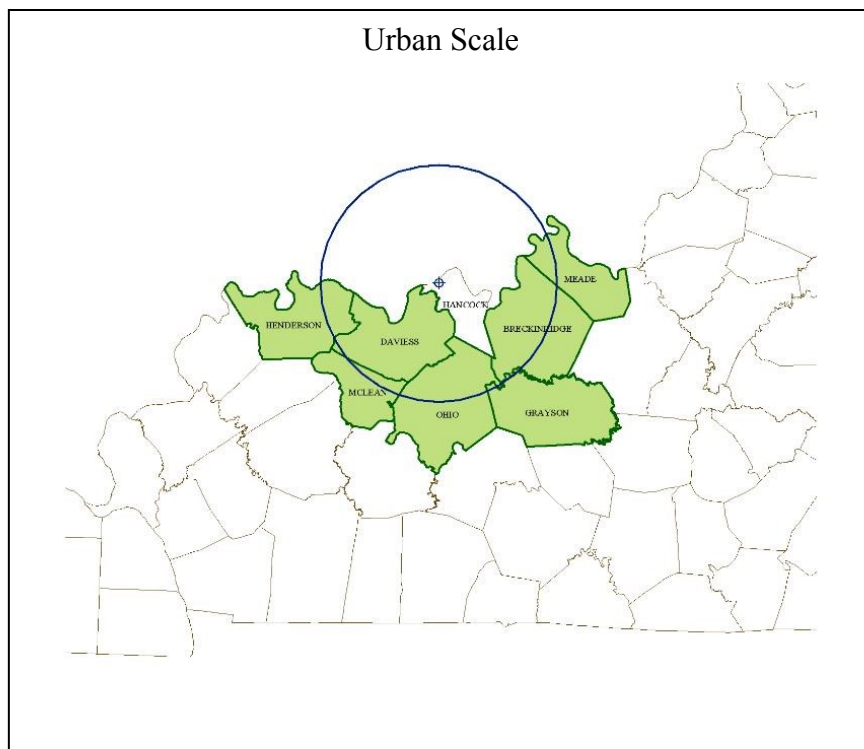 Urban Scale
MEADE
HANCOCK
HENDERSON
BRECKINRIDGE
DAVIESS
MCLEAN
OHIO
GRAYSON